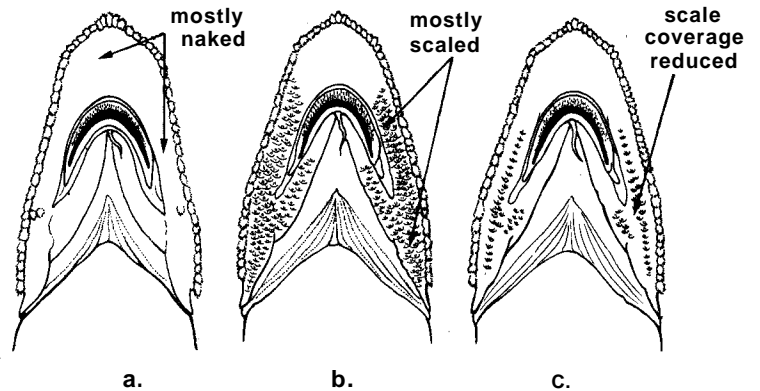 mostly
naked
mostly
scaled
scale
coverage
reduced
a.
b.
c.